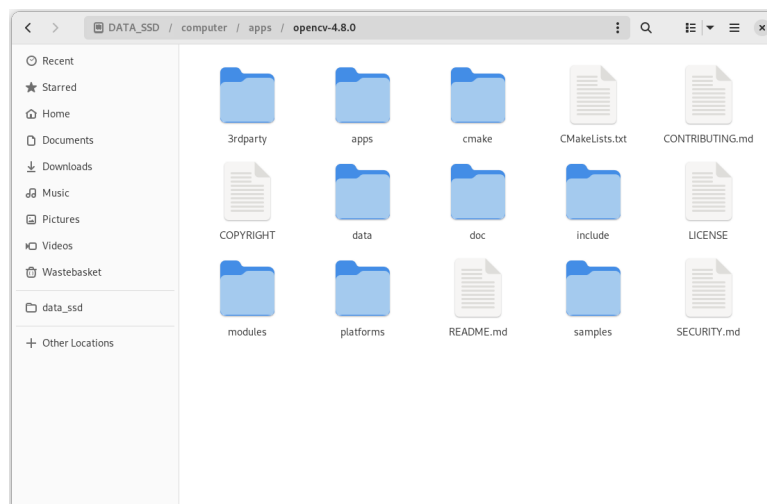 DATA_SSD / computer / apps / opencv-4.8.0
Recent
Starred
Home
Documents
Downloads
Music
Pictures
Videos
Wastebasket
data_ssd
Other Locations
3rdparty apps cmake CMakeLists.txt CONTRIBUTING.md
COPYRIGHT data doc include LICENSE
modules platforms README.md samples SECURITY.md